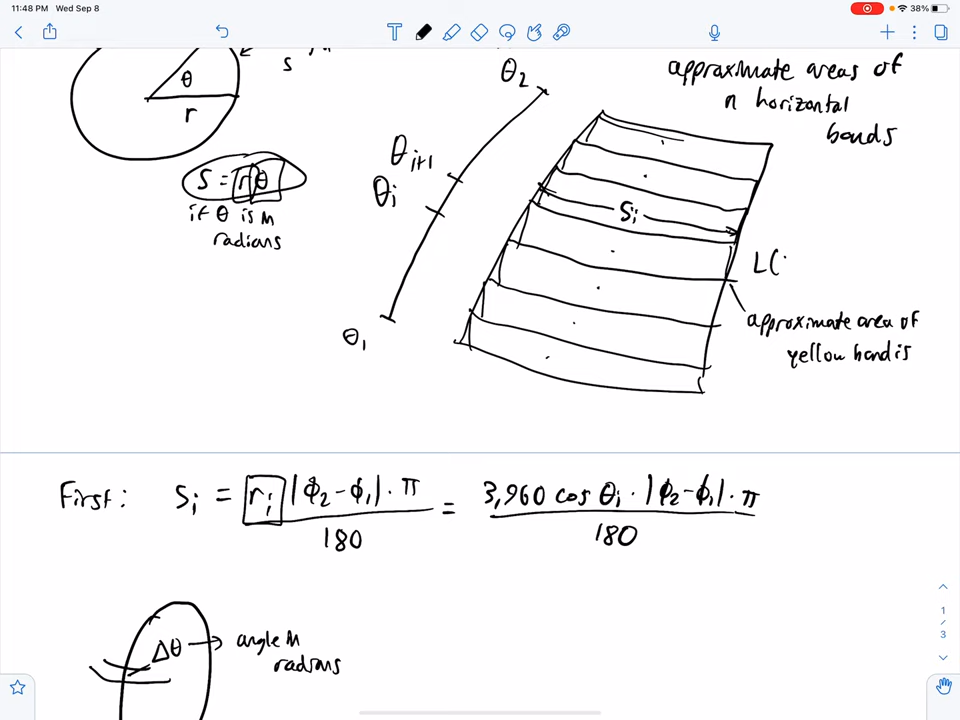 11:48 PM Wed Sep 8
38%
s
θ
r
S = rθ
if θ is in
radians
θ2
θi+1
θi
θ1
approximate areas of
n horizontal
bands
Si
L(
approximate area of
yellow band is
First: Si = ri |ϕ2-ϕ1| · π / 180 = 3,960 cos θi · |ϕ2-ϕ1| · π / 180
Δθ → angle in
radians
1
/
3